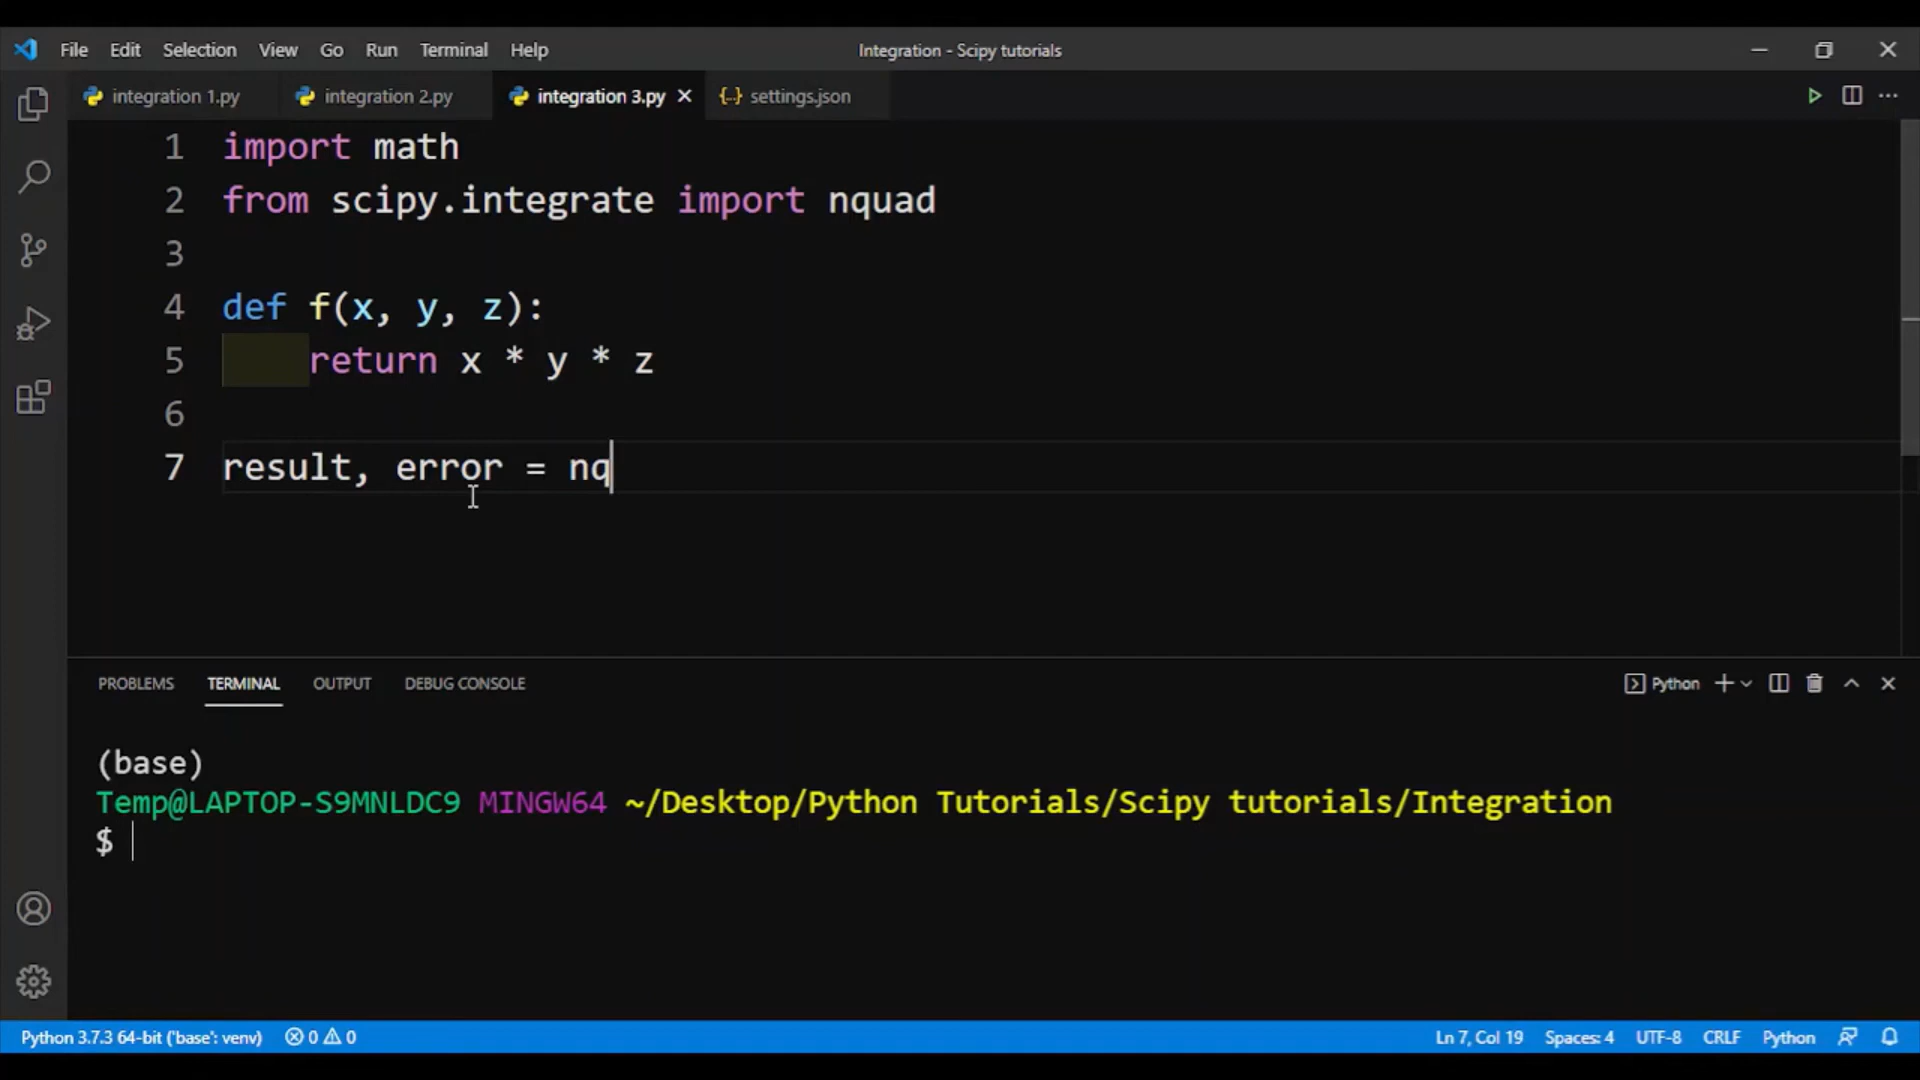 File Edit Selection View Go Run Terminal Help Integration - Scipy tutorials
integration 1.py integration 2.py integration 3.py settings.json
1 import math
2 from scipy.integrate import nquad
3
4 def f(x, y, z):
5 return x * y * z
6
7 result, error = nq
PROBLEMS TERMINAL OUTPUT DEBUG CONSOLE Python
(base)
Temp@LAPTOP-S9MNLDC9 MINGW64 ~/Desktop/Python Tutorials/Scipy tutorials/Integration
$
Python 3.7.3 64-bit ('base': venv) 0 0 Ln 7, Col 19 Spaces: 4 UTF-8 CRLF Python